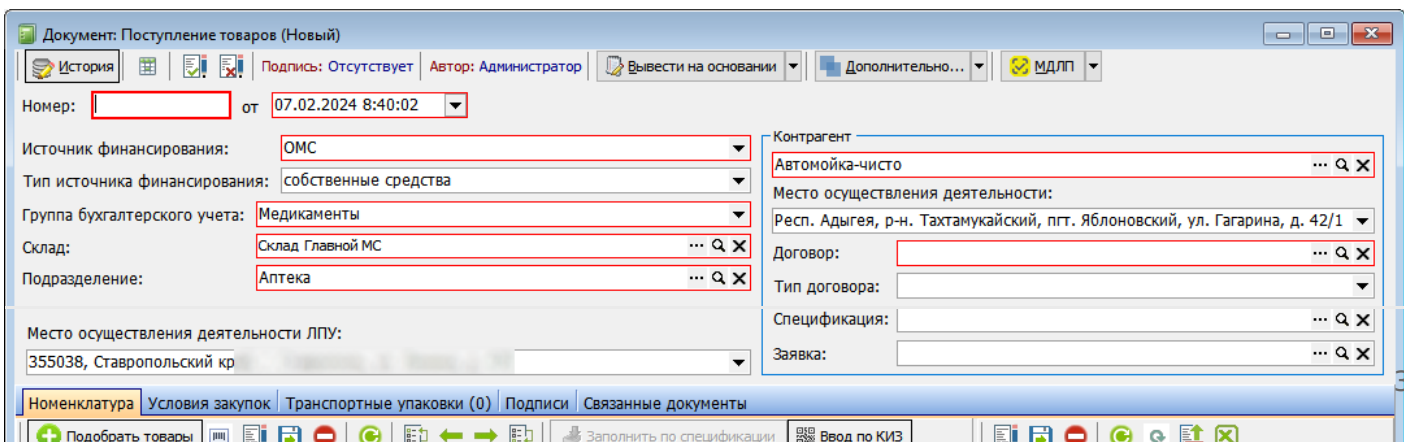 Документ: Поступление товаров (Новый)
История Подпись: Отсутствует Автор: Администратор Вывести на основании Дополнительно... МДЛП
Номер: от 07.02.2024 8:40:02
Источник финансирования: ОМС
Тип источника финансирования: собственные средства
Группа бухгалтерского учета: Медикаменты
Склад: Склад Главной МС
Подразделение: Аптека
Место осуществления деятельности ЛПУ:
355038, Ставропольский кр
Контрагент
Автомойка-чисто
Место осуществления деятельности:
Респ. Адыгея, р-н. Тахтамукайский, пгт. Яблоновский, ул. Гагарина, д. 42/1
Договор:
Тип договора:
Спецификация:
Заявка:
Номенклатура Условия закупок Транспортные упаковки (0) Подписи Связанные документы
Подобрать товары Заполнить по спецификации Ввод по КИЗ